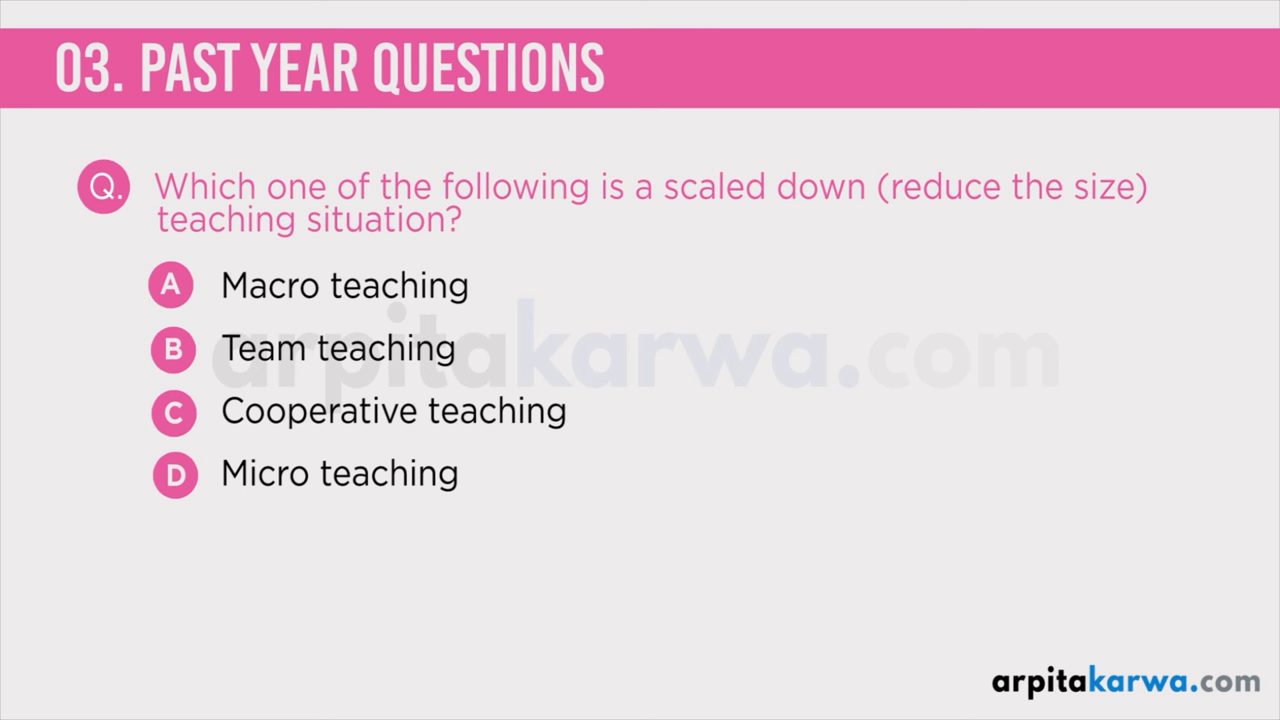 03. PAST YEAR QUESTIONS
Q. Which one of the following is a scaled down (reduce the size)
teaching situation?
A Macro teaching
B Team teaching
C Cooperative teaching
D Micro teaching
arpitakarwa.com
arpitakarwa.com